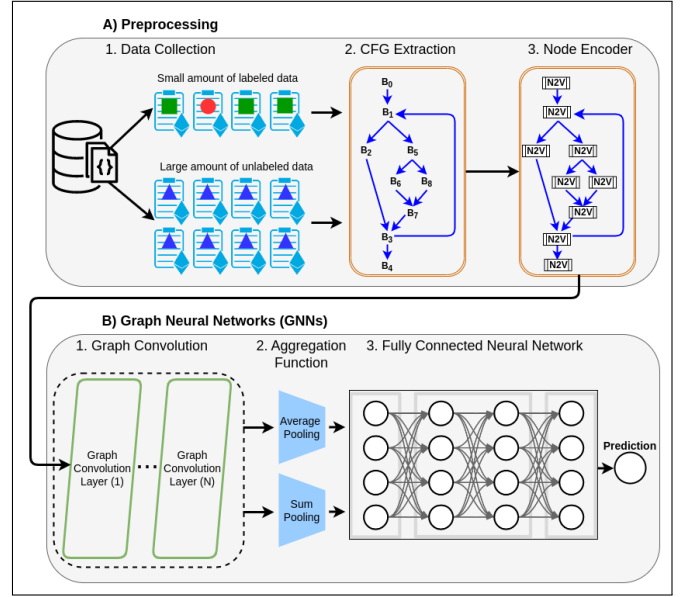 A) Preprocessing
1. Data Collection
2. CFG Extraction
3. Node Encoder
Small amount of labeled data
Large amount of unlabeled data
{}
B0
B1
B2
B5
B6
B8
B7
B3
B4
[N2V]
[N2V]
[N2V]
[N2V]
[N2V]
[N2V]
[N2V]
[N2V]
[N2V]
B) Graph Neural Networks (GNNs)
1. Graph Convolution
2. Aggregation
Function
3. Fully Connected Neural Network
Graph
Convolution
Layer (1)
...
Graph
Convolution
Layer (N)
Average
Pooling
Sum
Pooling
Prediction